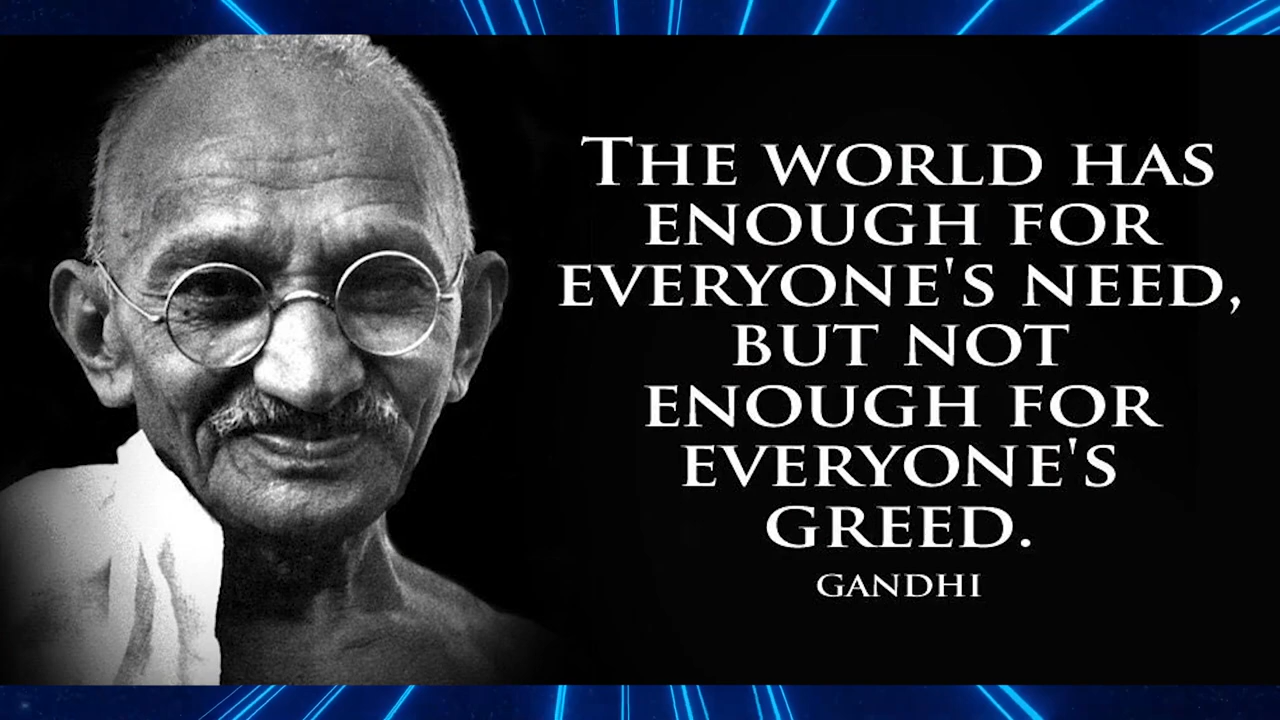 THE WORLD HAS
ENOUGH FOR
EVERYONE'S NEED,
BUT NOT
ENOUGH FOR
EVERYONE'S
GREED.
GANDHI